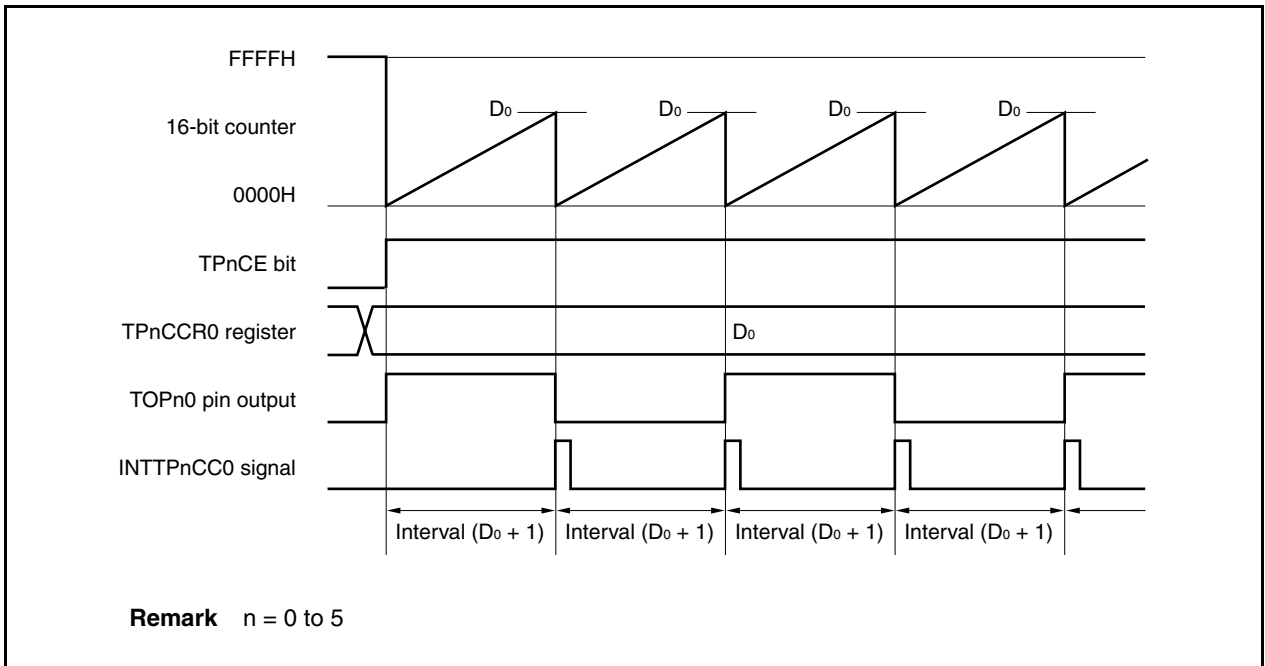 FFFFH
D0 D0 D0 D0
16-bit counter
0000H
TPnCE bit
TPnCCR0 register D0
TOPn0 pin output
INTTPnCC0 signal
Interval (D0 + 1) Interval (D0 + 1) Interval (D0 + 1) Interval (D0 + 1)
Remark n = 0 to 5